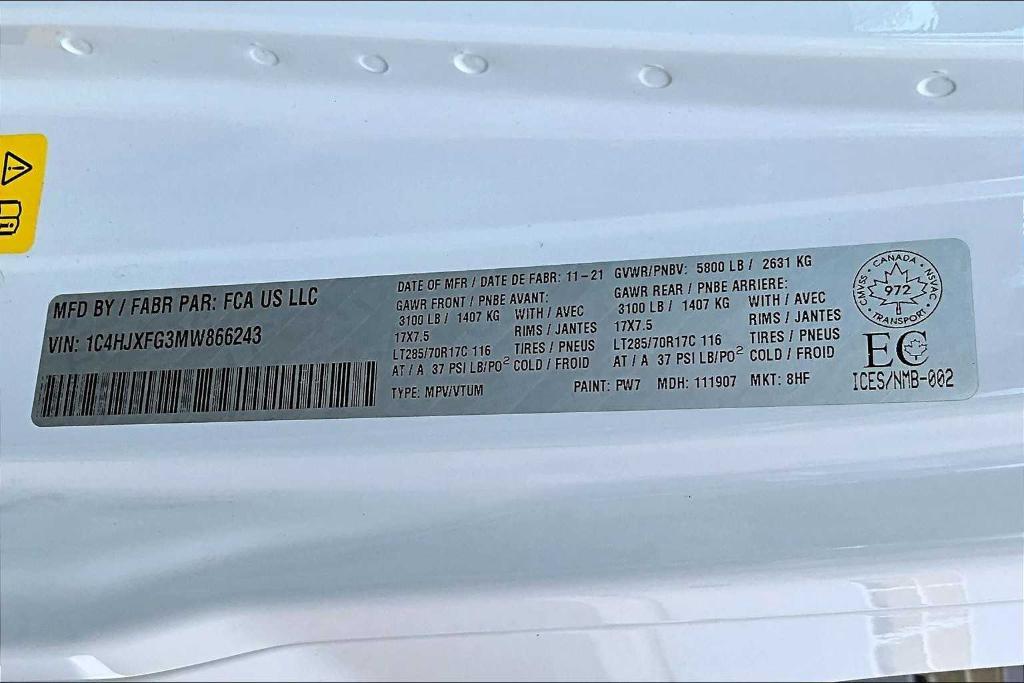 MFD BY / FABR PAR: FCA US LLC
VIN: 1C4HJXFG3MW866243
DATE OF MFR / DATE DE FABR: 11-21
GAWR FRONT / PNBE AVANT:
3100 LB / 1407 KG WITH / AVEC
17X7.5 RIMS / JANTES
LT285/70R17C 116 TIRES / PNEUS
AT / A 37 PSI LB/PO² COLD / FROID
TYPE: MPV/VTUM
GVWR/PNBV: 5800 LB / 2631 KG
GAWR REAR / PNBE ARRIERE:
3100 LB / 1407 KG WITH / AVEC
17X7.5 RIMS / JANTES
LT285/70R17C 116 TIRES / PNEUS
AT / A 37 PSI LB/PO² COLD / FROID
PAINT: PW7 MDH: 111907 MKT: 8HF
CMVSS • CANADA • NSVAC • TRANSPORT •
972
EC
ICES/NMB-002